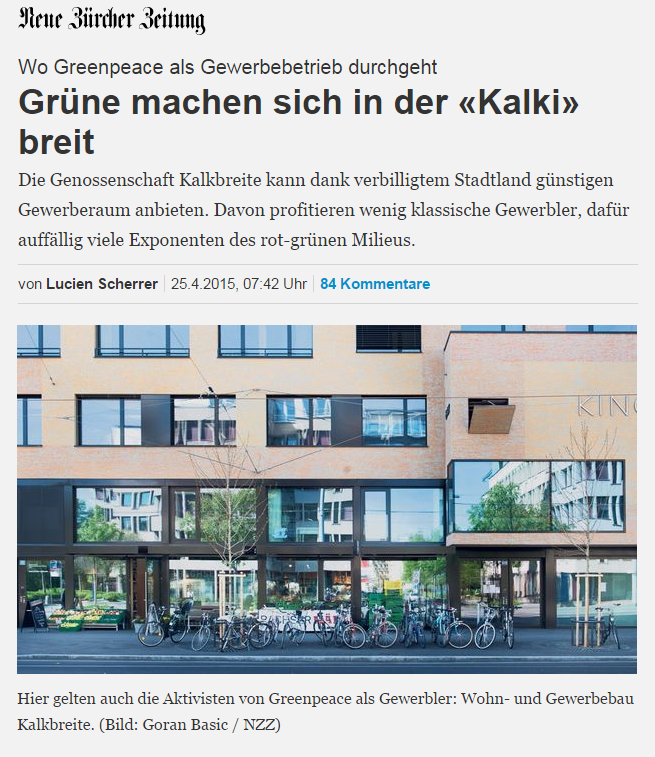 Neue Zürcher Zeitung
Wo Greenpeace als Gewerbebetrieb durchgeht
Grüne machen sich in der «Kalki»
breit
Die Genossenschaft Kalkbreite kann dank verbilligtem Stadtland günstigen
Gewerberaum anbieten. Davon profitieren wenig klassische Gewerbler, dafür
auffällig viele Exponenten des rot-grünen Milieus.
von Lucien Scherrer 25.4.2015, 07:42 Uhr 84 Kommentare
KINO
Hier gelten auch die Aktivisten von Greenpeace als Gewerbler: Wohn- und Gewerbebau
Kalkbreite. (Bild: Goran Basic / NZZ)